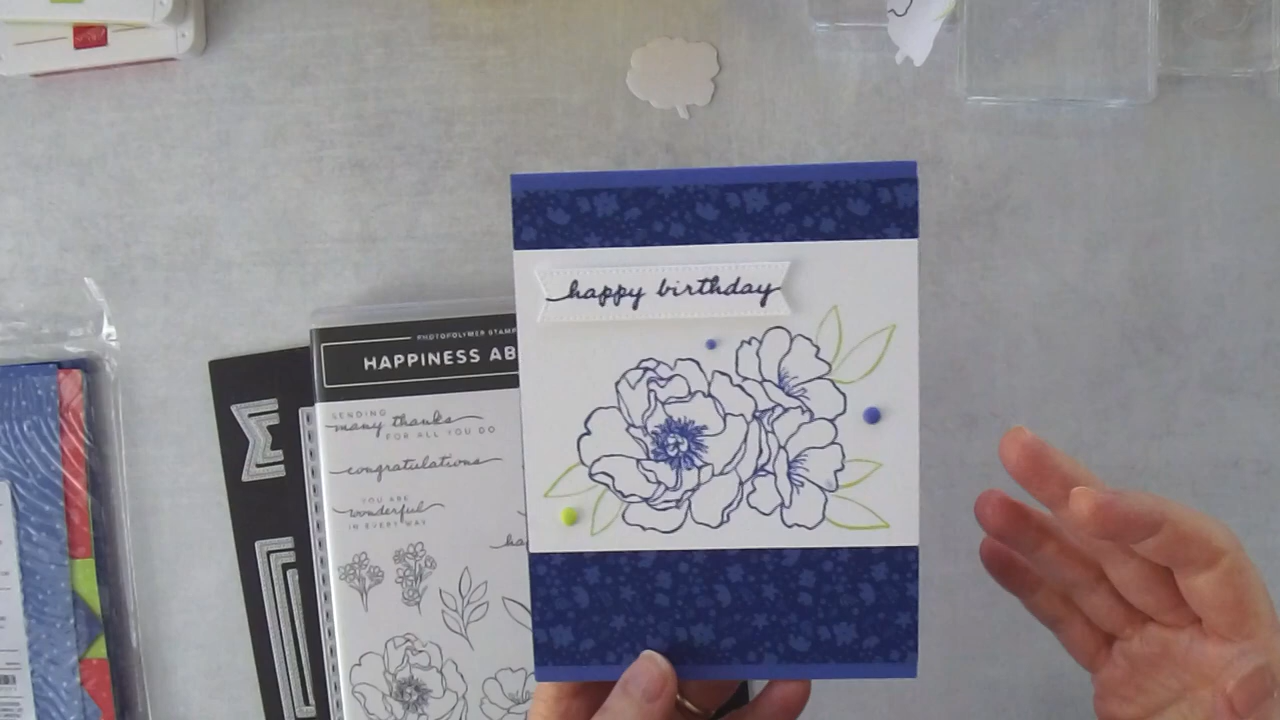 happy birthday
PHOTOPOLYMER STAMP
HAPPINESS AB
SENDING
many thanks
FOR ALL YOU DO
congratulations
YOU ARE
wonderful
IN EVERY WAY
ha